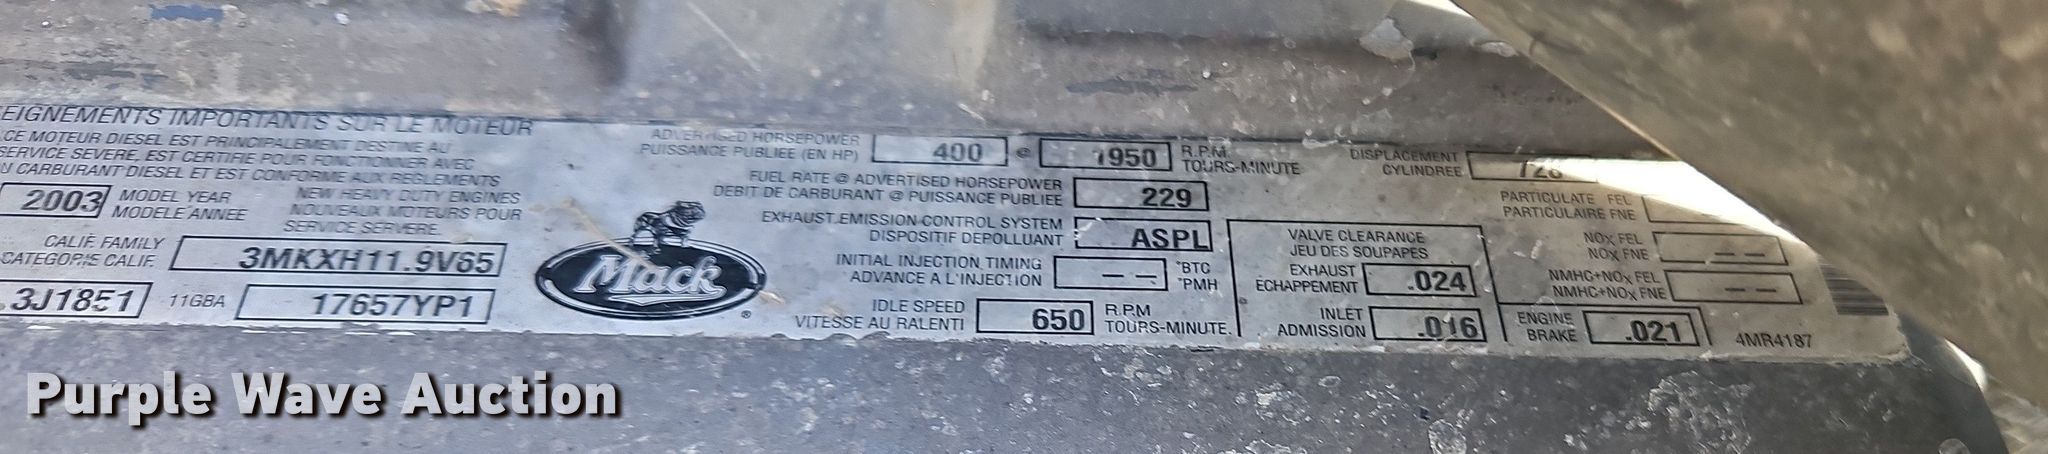 EIGNEMENTS IMPORTANTS SUR LE MOTEUR
CE MOTEUR DIESEL EST PRINCIPALEMENT DESTINE AU
SERVICE SEVERE, EST CERTIFIE POUR FONCTIONNER AVEC
U CARBURANT DIESEL ET EST CONFORME AUX REGLEMENTS
2003 MODEL YEAR
MODELE ANNEE
NEW HEAVY DUTY ENGINES
NOUVEAUX MOTEURS POUR
SERVICE SERVERE.
CALIF. FAMILY
CATEGORIE CALIF. 3MKXH11.9V65
3J1851 11GBA 17657YP1
Mack ®
ADVERTISED HORSEPOWER
PUISSANCE PUBLIEE (EN HP) 400 @ 1950 R.P.M.
TOURS-MINUTE
FUEL RATE @ ADVERTISED HORSEPOWER
DEBIT DE CARBURANT @ PUISSANCE PUBLIEE 229
EXHAUST EMISSION CONTROL SYSTEM
DISPOSITIF DEPOLLUANT ASPL
INITIAL INJECTION TIMING
ADVANCE A L'INJECTION – – °BTC
°PMH
IDLE SPEED
VITESSE AU RALENTI 650 R.P.M
TOURS-MINUTE.
VALVE CLEARANCE
JEU DES SOUPAPES
EXHAUST
ECHAPPEMENT .024
INLET
ADMISSION .016
DISPLACEMENT
CYLINDREE 728
PARTICULATE FEL
PARTICULAIRE FNE
NOx FEL
NOx FNE – –
NMHC+NOx FEL
NMHC+NOx FNE – –
ENGINE
BRAKE .021
4MR4187
Purple Wave Auction